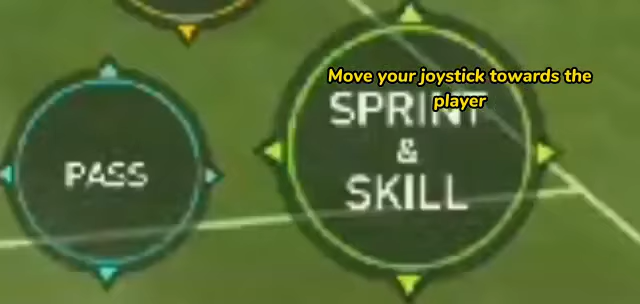 Move your joystick towards the
player
SPRINT
&
SKILL
PASS